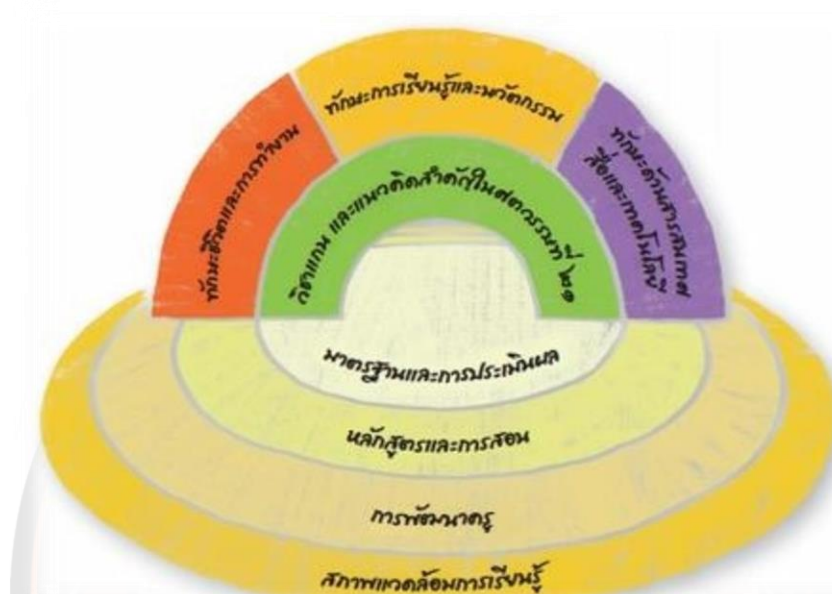 ทักษะการเรียนรู้และนวัตกรรม
ทักษะชีวิตและการทำงาน
ทักษะด้านสารสนเทศ
สื่อและเทคโนโลยี
วิชาแกน และแนวคิดสำคัญในศตวรรษที่ ๒๑
มาตรฐานและการประเมินผล
หลักสูตรและการสอน
การพัฒนาครู
สภาพแวดล้อมการเรียนรู้